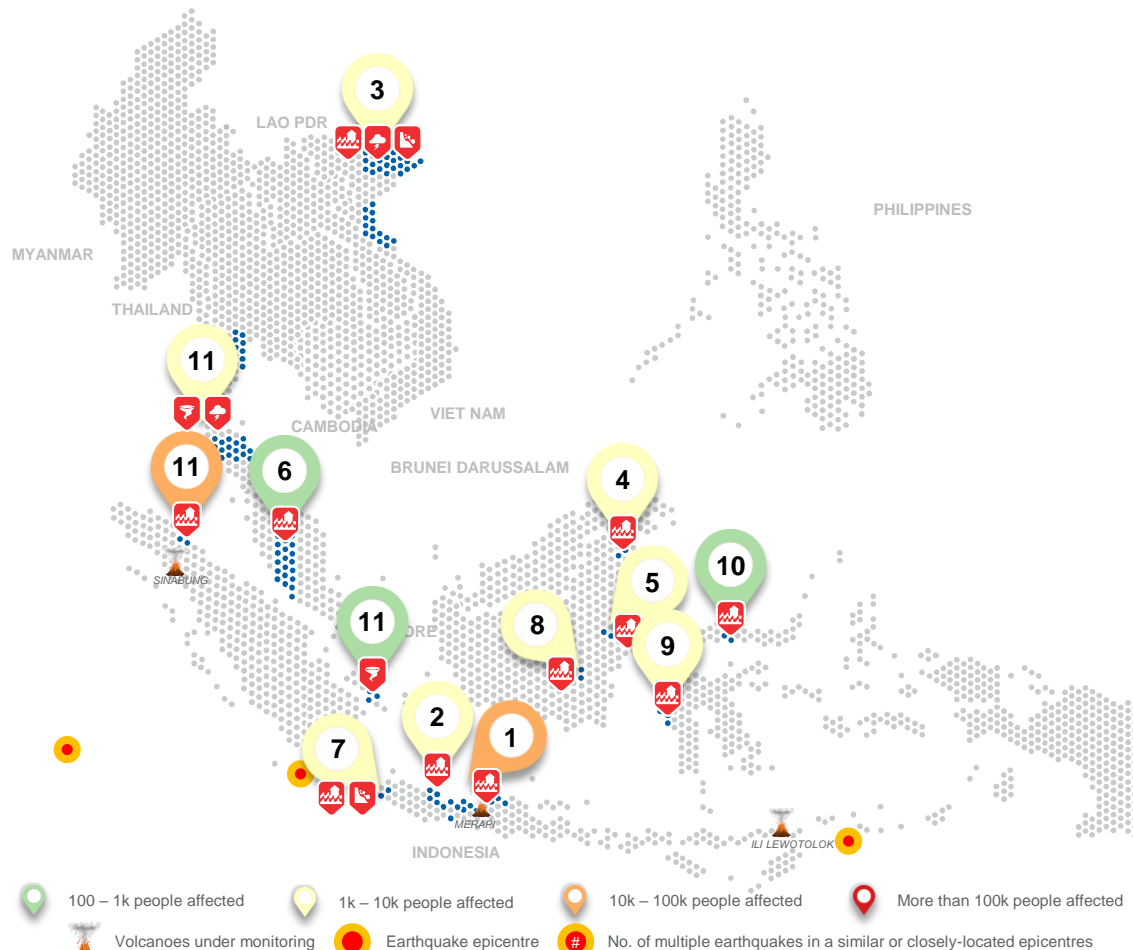 3
LAO PDR
PHILIPPINES
MYANMAR
THAILAND
11
VIET NAM
CAMBODIA
11
6
BRUNEI DARUSSALAM
4
10
SINABUNG
5
11
8
ORE
9
2
1
7
MERAPI
ILI LEWOTOLOK
INDONESIA
100 – 1k people affected
1k – 10k people affected
10k – 100k people affected
More than 100k people affected
Volcanoes under monitoring
Earthquake epicentre
#
No. of multiple earthquakes in a similar or closely-located epicentres